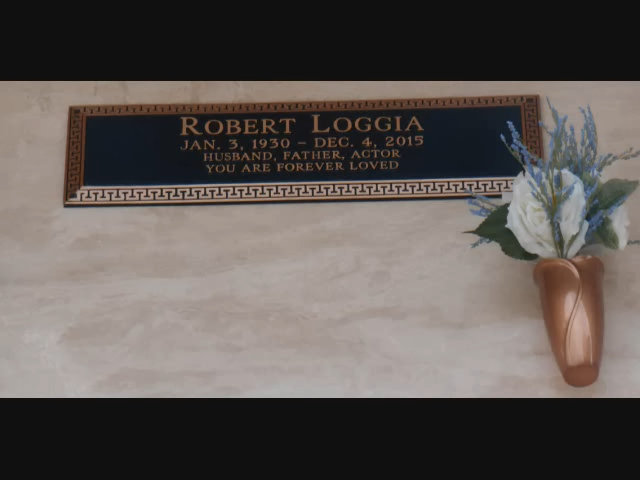 ROBERT LOGGIA
JAN. 3, 1930 – DEC. 4, 2015
HUSBAND, FATHER, ACTOR
YOU ARE FOREVER LOVED